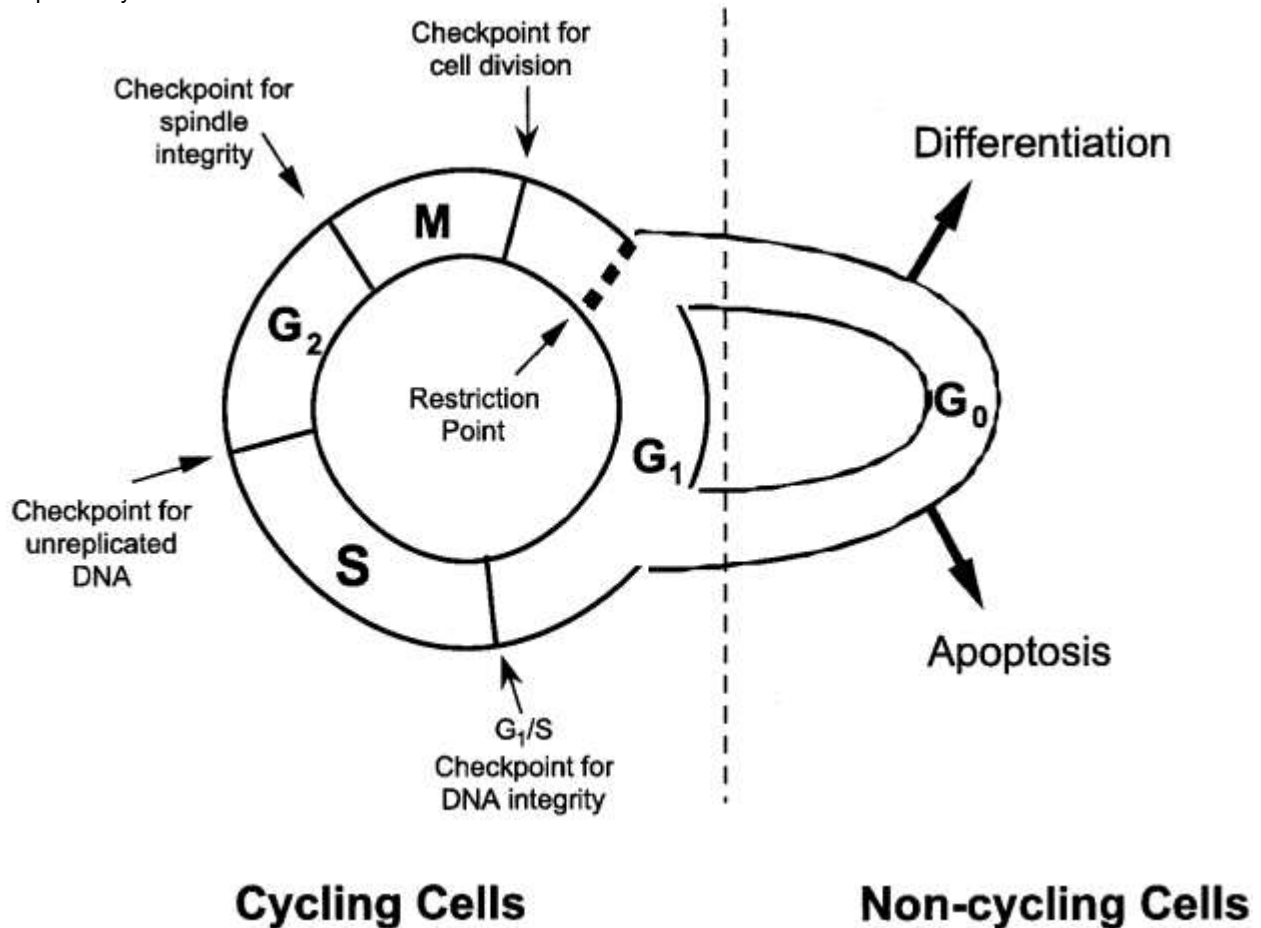 Checkpoint for
cell division
Checkpoint for
spindle
integrity
Differentiation
M
G2
Restriction
Point
G0
G1
Checkpoint for
unreplicated
DNA
S
Apoptosis
G1/S
Checkpoint for
DNA integrity
Cycling Cells
Non-cycling Cells